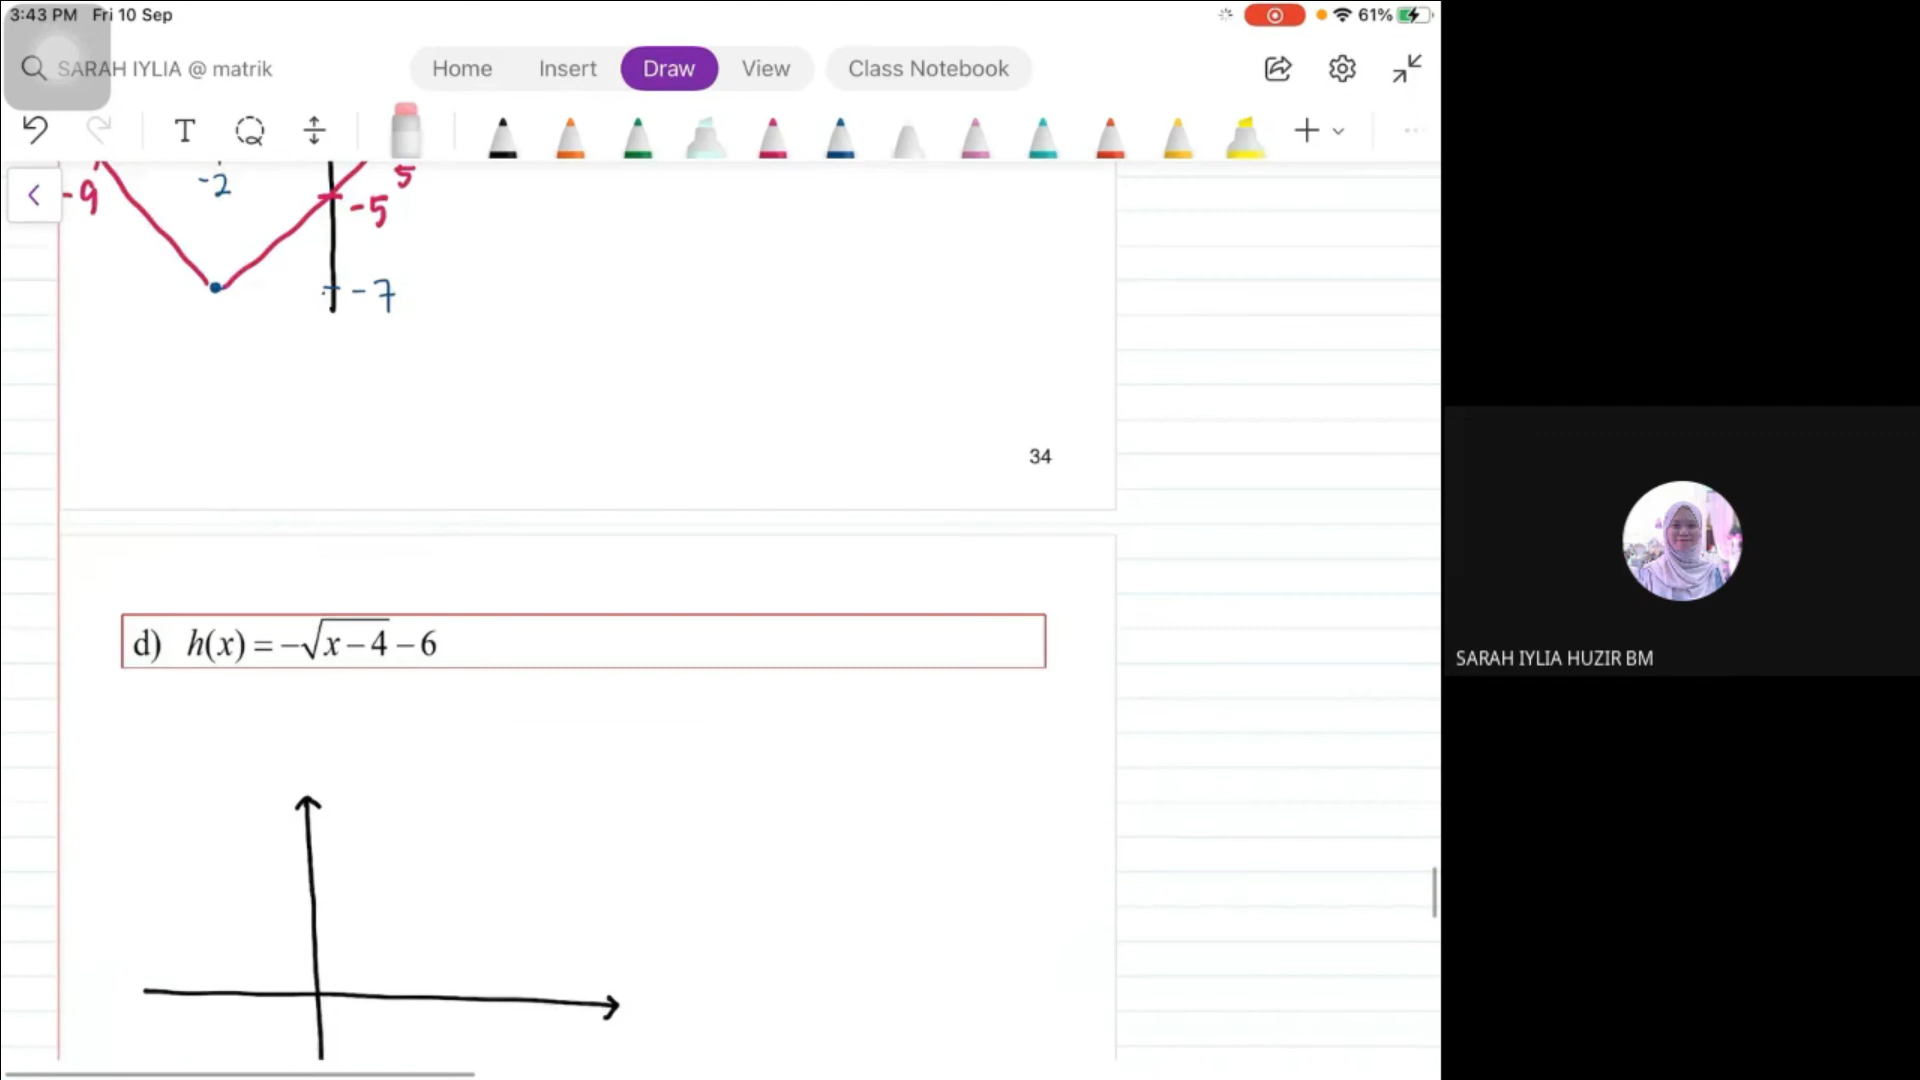 3:43 PM Fri 10 Sep
61%
SARAH IYLIA @ matrik
Home Insert Draw View Class Notebook
T
-9
-2
5
-5
-7
34
d) h(x) = −√x − 4 − 6
SARAH IYLIA HUZIR BM